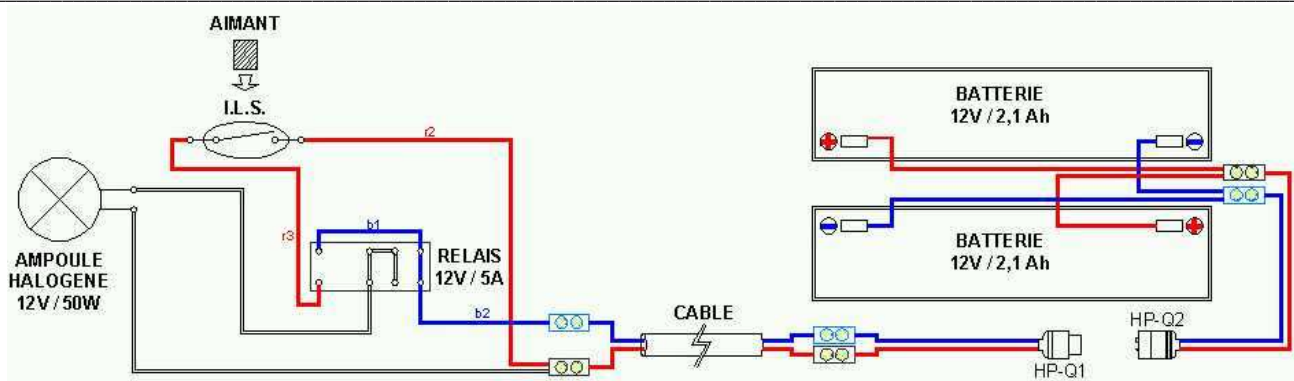 AIMANT
I.L.S.
r2
BATTERIE
12V / 2,1 Ah
AMPOULE
HALOGENE
12V / 50W
r3
b1
RELAIS
12V / 5A
b2
BATTERIE
12V / 2,1 Ah
CABLE
HP-Q1
HP-Q2